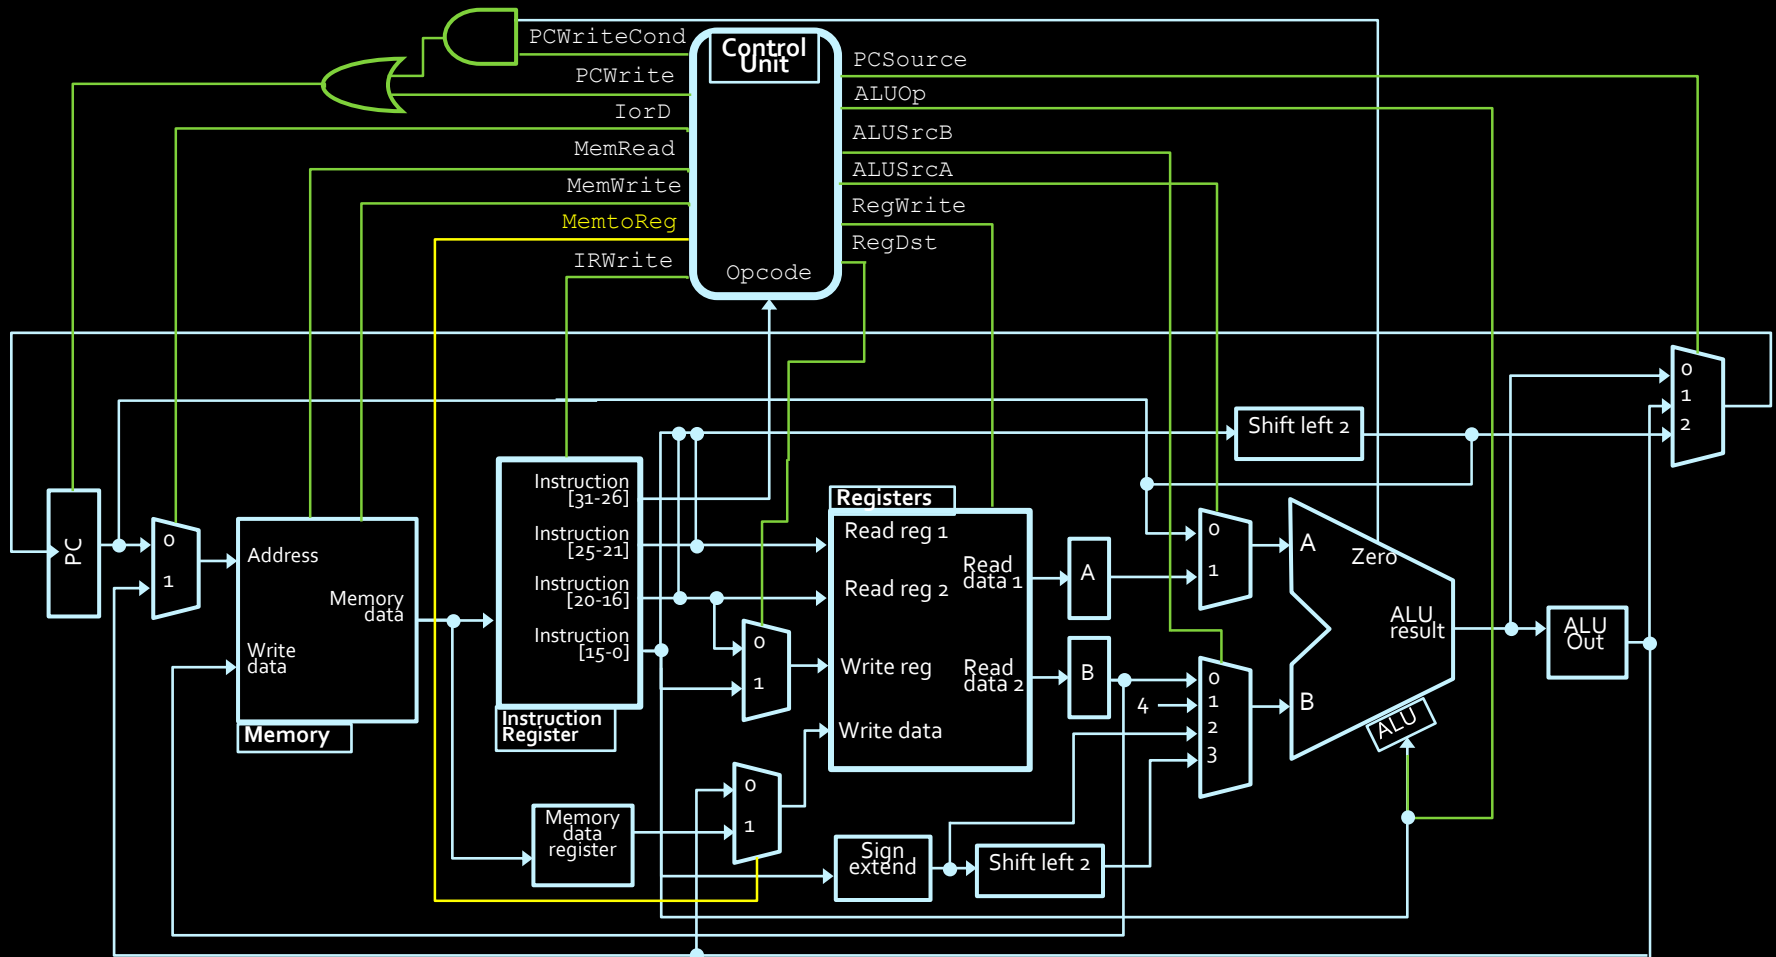 PCWriteCond
PCWrite
IorD
MemRead
MemWrite
MemtoReg
IRWrite
Control
Unit
Opcode
PCSource
ALUOp
ALUSrcB
ALUSrcA
RegWrite
RegDst
0
1
2
Shift left 2
PC
0
1
Address
Memory
data
Write
data
Memory
Instruction
[31-26]
Instruction
[25-21]
Instruction
[20-16]
Instruction
[15-0]
Instruction
Register
0
1
Registers
Read reg 1
Read reg 2
Write reg
Write data
Read
data 1
Read
data 2
A
B
0
1
4
0
1
2
3
A
B
Zero
ALU
result
ALU
ALU
Out
Memory
data
register
0
1
Sign
extend
Shift left 2